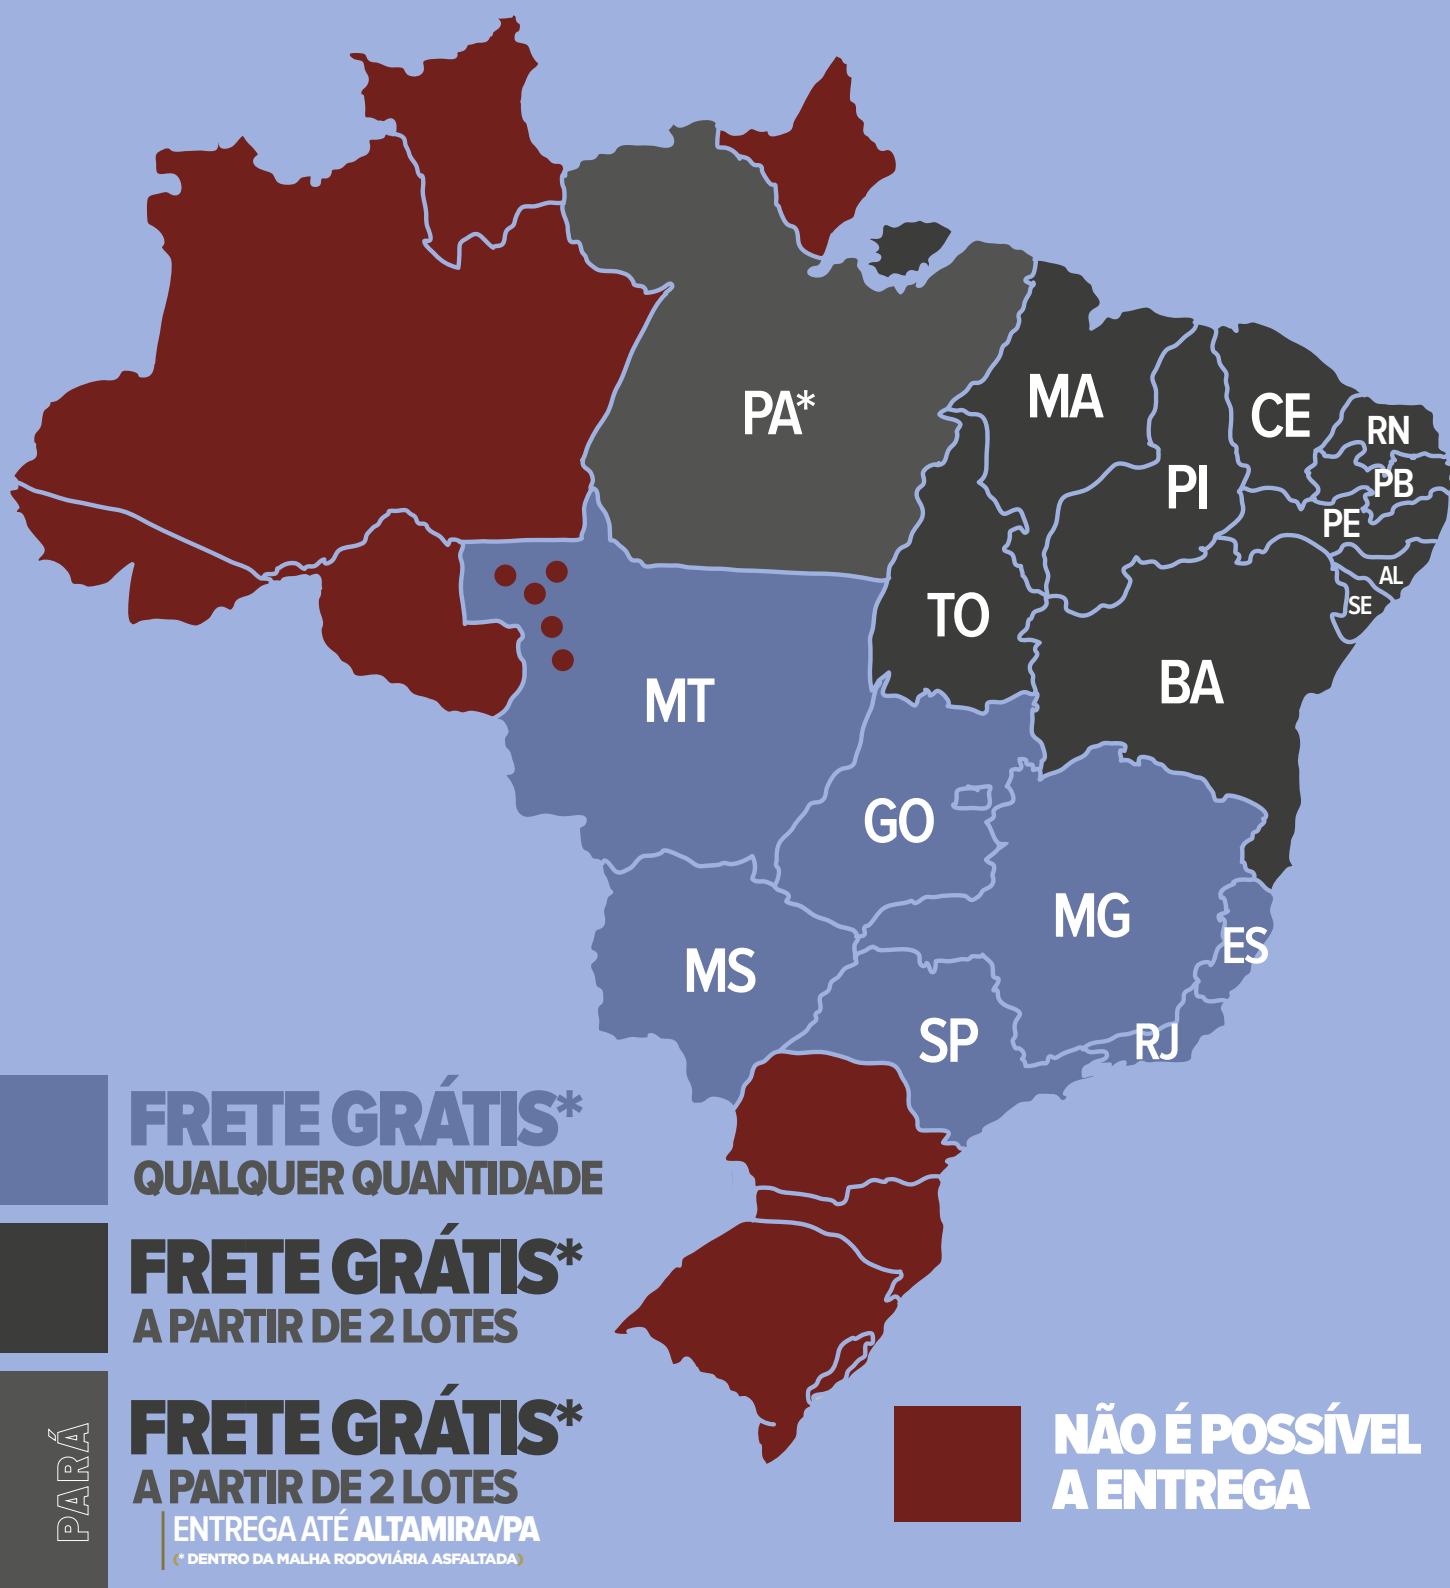 PA*
MA
CE
RN
PI
PB
PE
AL
SE
TO
BA
MT
GO
MG
ES
MS
SP
RJ
FRETE GRÁTIS*
QUALQUER QUANTIDADE
FRETE GRÁTIS*
A PARTIR DE 2 LOTES
PARÁ
FRETE GRÁTIS*
A PARTIR DE 2 LOTES
ENTREGA ATÉ ALTAMIRA/PA
(* DENTRO DA MALHA RODOVIÁRIA ASFALTADA)
NÃO É POSSÍVEL
A ENTREGA